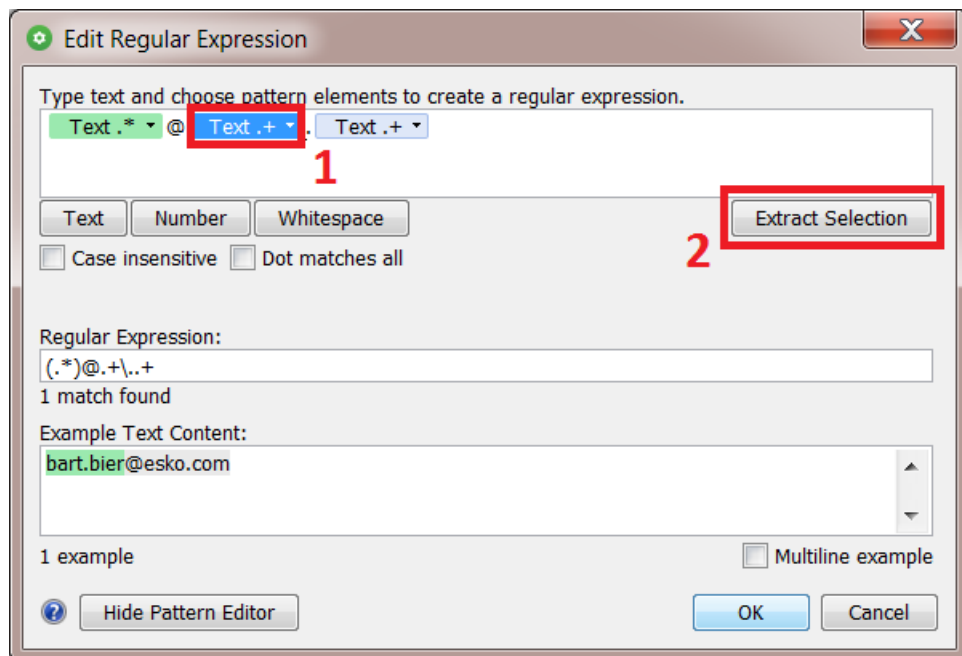 Edit Regular Expression
X
Type text and choose pattern elements to create a regular expression.
Text .* @ Text .+ . Text .+
1
Text Number Whitespace Extract Selection
2
Case insensitive Dot matches all
Regular Expression:
(.*)@.+\..+
1 match found
Example Text Content:
bart.bier@esko.com
1 example Multiline example
? Hide Pattern Editor OK Cancel